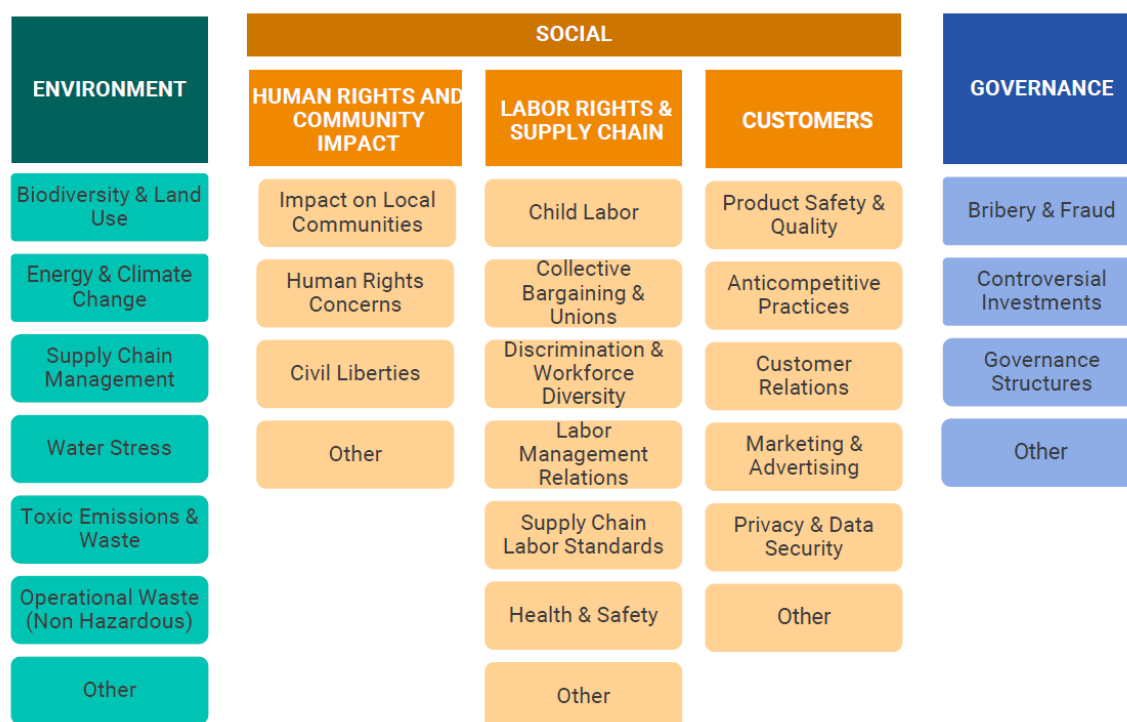 ENVIRONMENT
Biodiversity & Land
Use
Energy & Climate
Change
Supply Chain
Management
Water Stress
Toxic Emissions &
Waste
Operational Waste
(Non Hazardous)
Other
SOCIAL
HUMAN RIGHTS AND
COMMUNITY
IMPACT
Impact on Local
Communities
Human Rights
Concerns
Civil Liberties
Other
LABOR RIGHTS &
SUPPLY CHAIN
Child Labor
Collective
Bargaining &
Unions
Discrimination &
Workforce
Diversity
Labor
Management
Relations
Supply Chain
Labor Standards
Health & Safety
Other
CUSTOMERS
Product Safety &
Quality
Anticompetitive
Practices
Customer
Relations
Marketing &
Advertising
Privacy & Data
Security
Other
GOVERNANCE
Bribery & Fraud
Controversial
Investments
Governance
Structures
Other